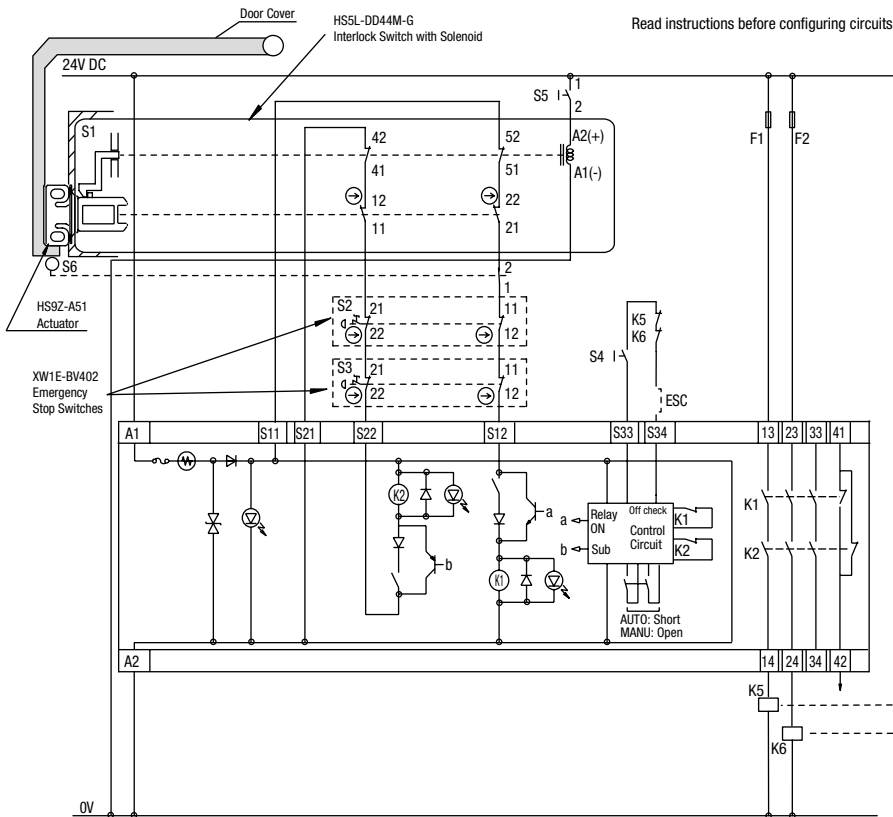 Door Cover
HS5L-DD44M-G
Interlock Switch with Solenoid
Read instructions before configuring circuits
24V DC
S5
1
2
F1
F2
S1
42
52
A2(+)
41
51
A1(-)
12
22
11
21
S6
2
1
HS9Z-A51
Actuator
S2
21
11
22
12
K5
K6
S4
XW1E-BV402
Emergency
Stop Switches
S3
21
11
22
12
ESC
A1
S11
S21
S22
S12
S33
S34
13
23
33
41
K2
a
b
K1
a
b
Relay
ON
Sub
Off check
Control
Circuit
K1
K2
K1
K2
AUTO: Short
MANU: Open
A2
14
24
34
42
K5
K6
0V